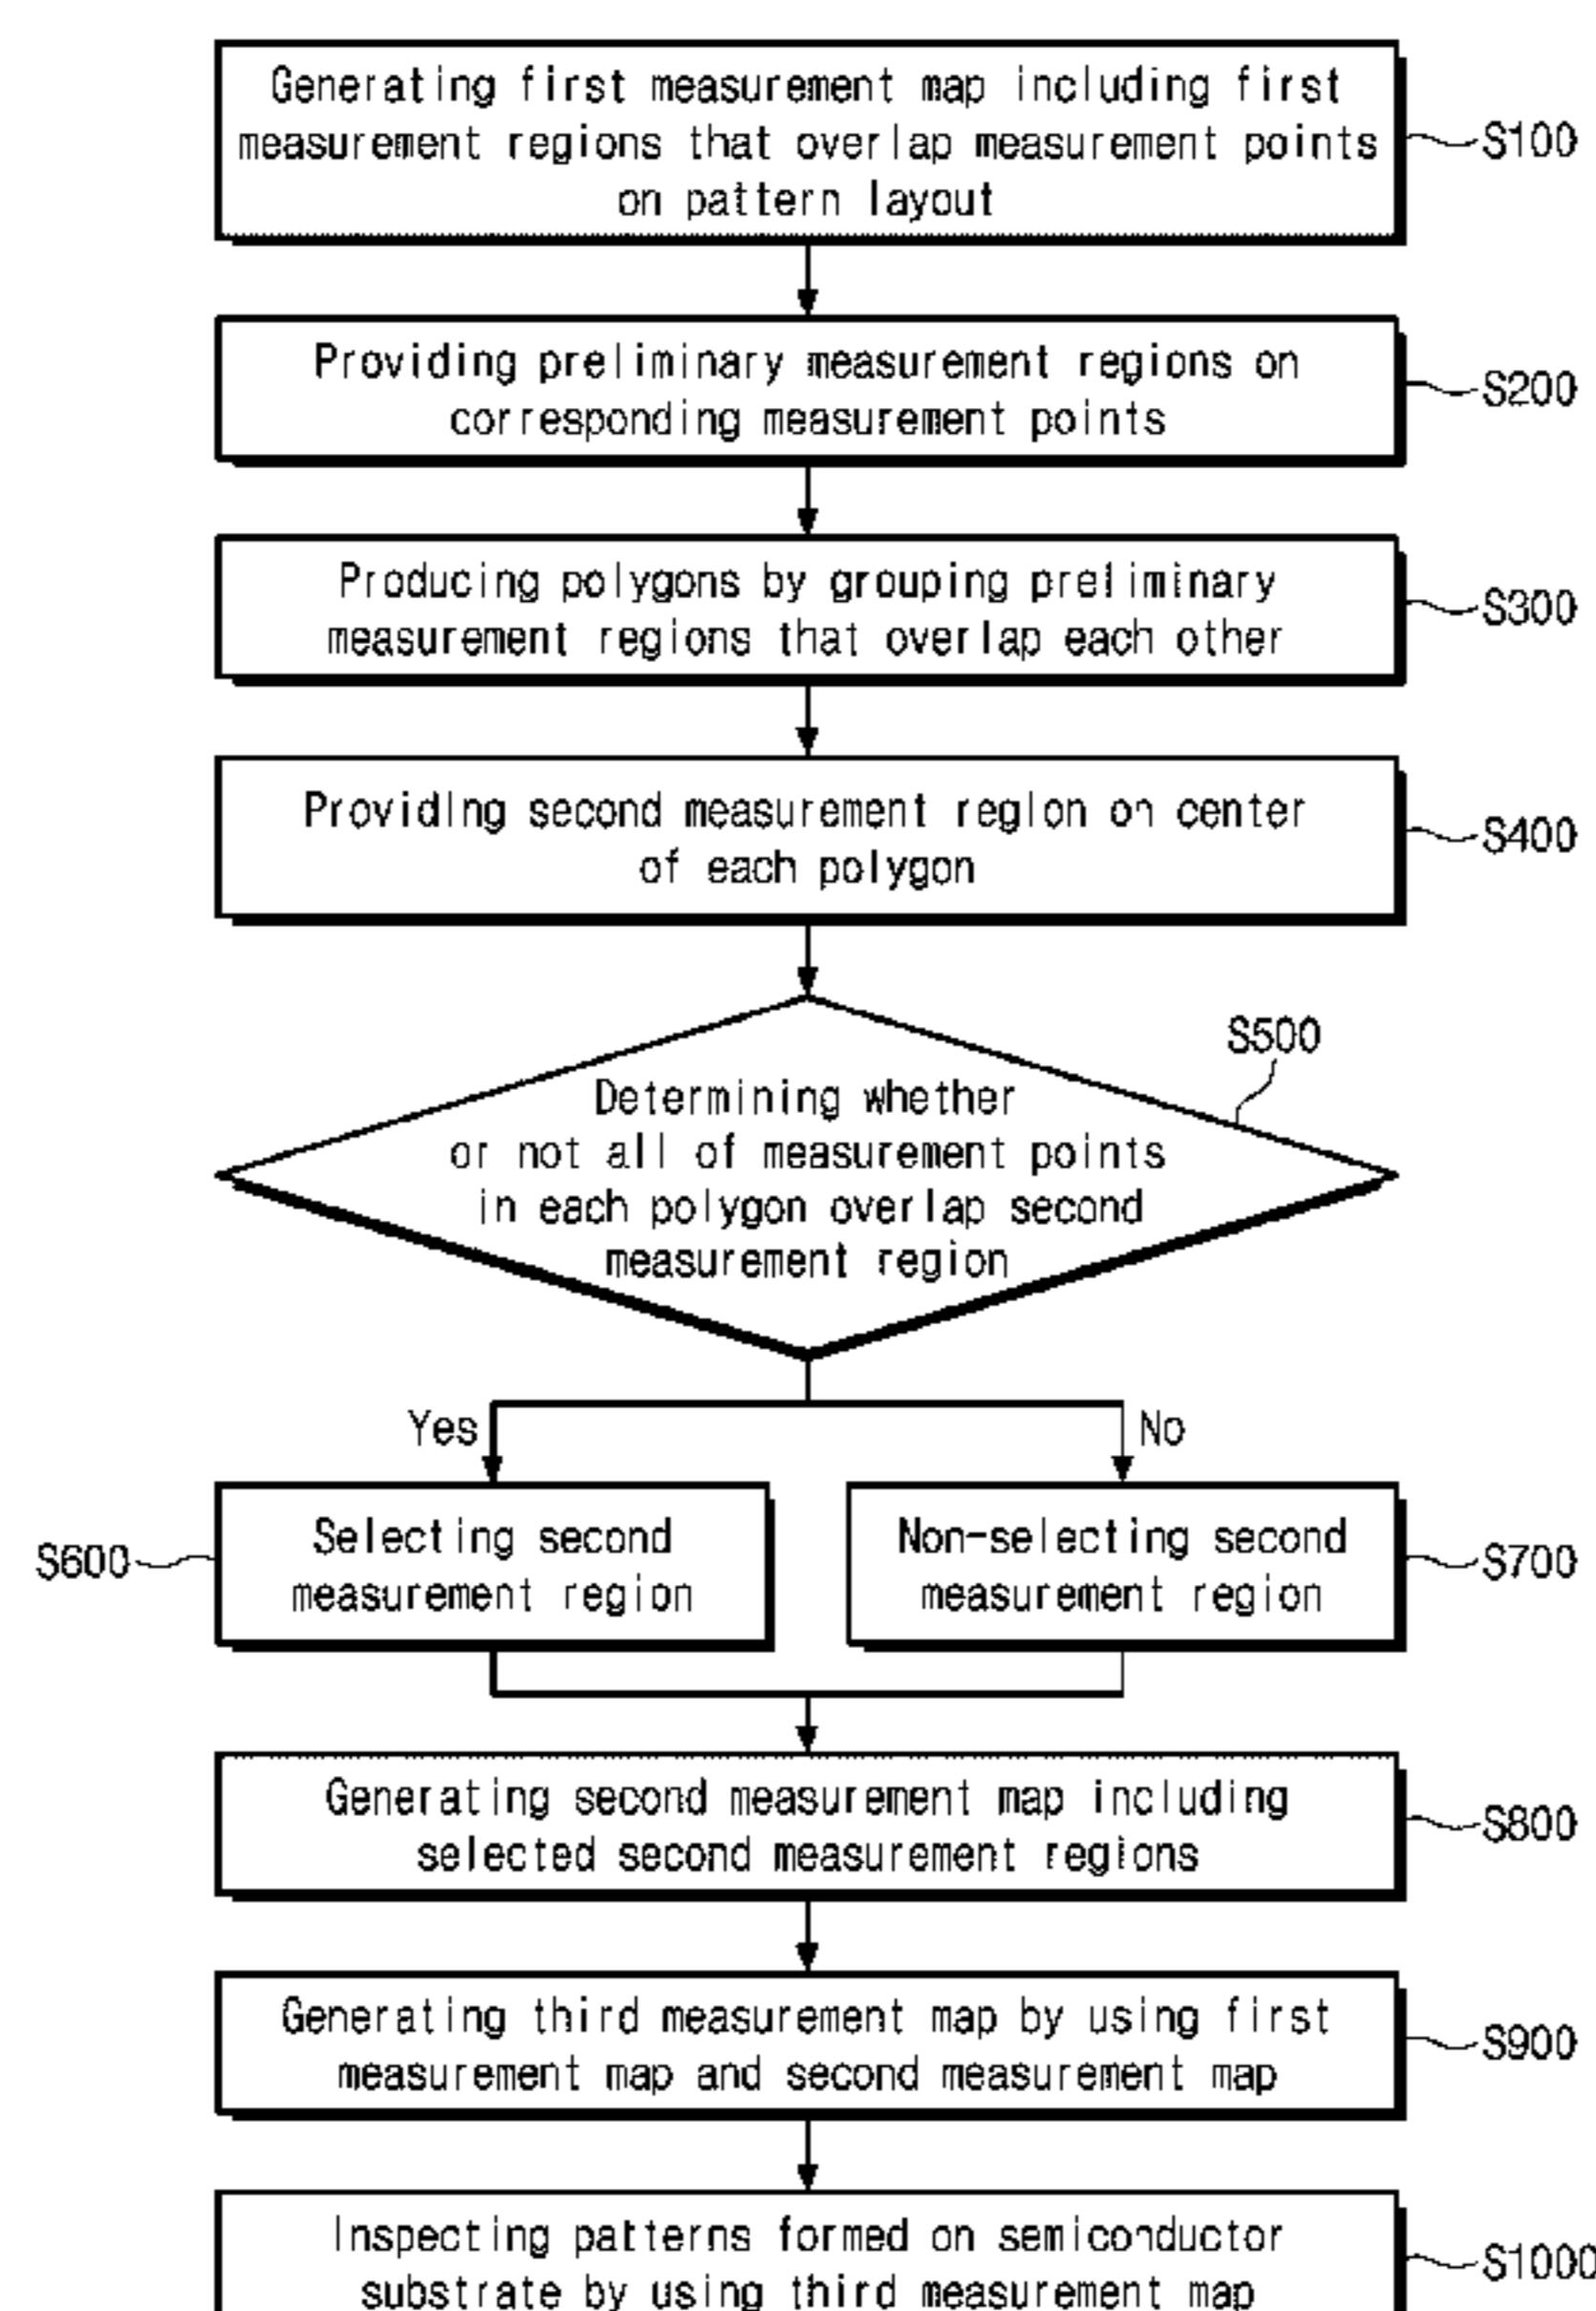 Generating first measurement map including first
measurement regions that overlap measurement points
on pattern layout
S100
Providing preliminary measurement regions on
corresponding measurement points
S200
Producing polygons by grouping preliminary
measurement regions that overlap each other
S300
Providing second measurement region on center
of each polygon
S400
S500
Determining whether
or not all of measurement points
in each polygon overlap second
measurement region
Yes
No
S600
Selecting second
measurement region
Non-selecting second
measurement region
S700
Generating second measurement map including
selected second measurement regions
S800
Generating third measurement map by using first
measurement map and second measurement map
S900
Inspecting patterns formed on semiconductor
substrate by using third measurement map
S1000